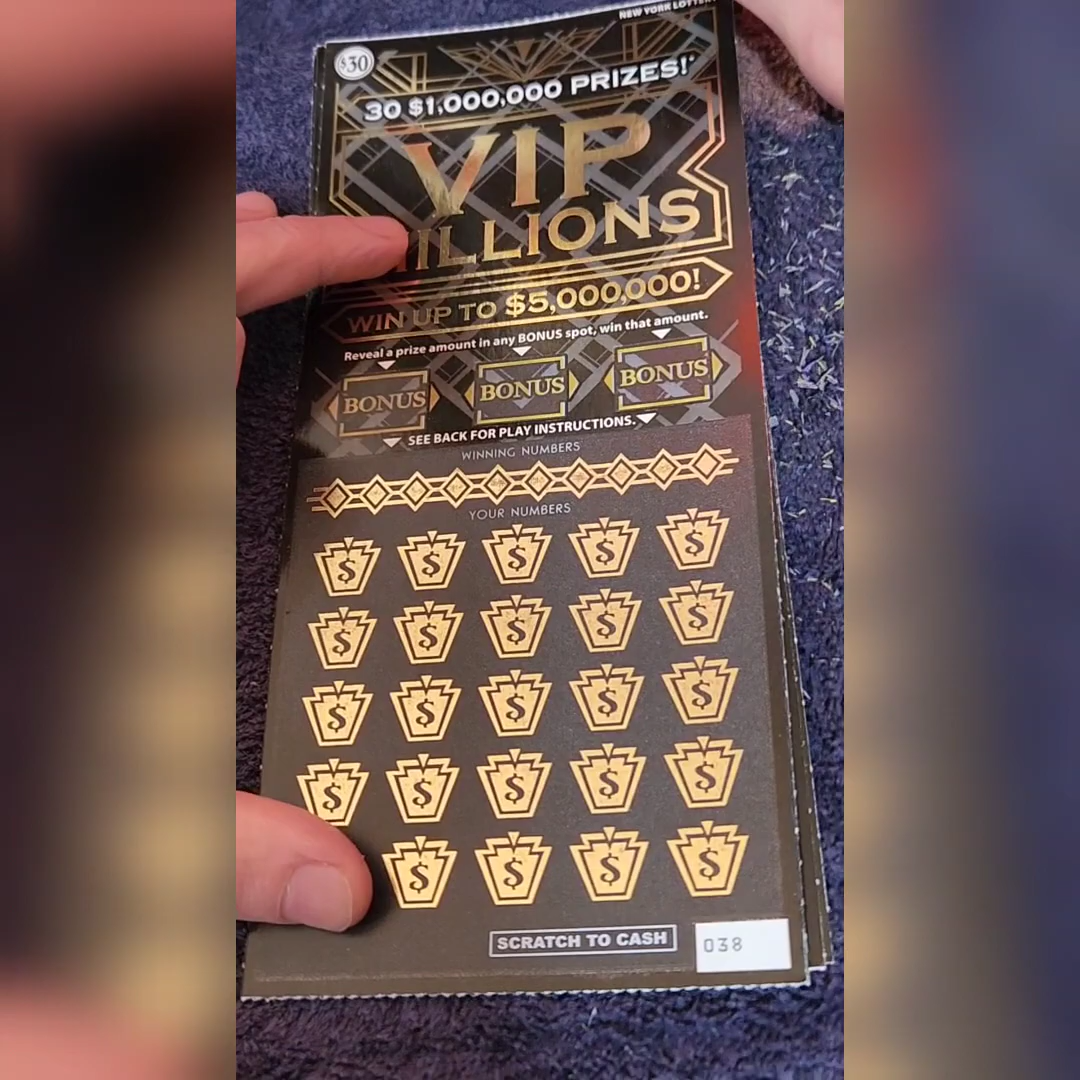 NEW YORK LOTTERY
$30
30 $1,000,000 PRIZES!*
VIP
MILLIONS
WIN UP TO $5,000,000!
Reveal a prize amount in any BONUS spot, win that amount.
BONUS BONUS BONUS
SEE BACK FOR PLAY INSTRUCTIONS.
WINNING NUMBERS
YOUR NUMBERS
$ $ $ $ $
$ $ $ $ $
$ $ $ $ $
$ $ $ $ $
$ $ $ $
SCRATCH TO CASH
038